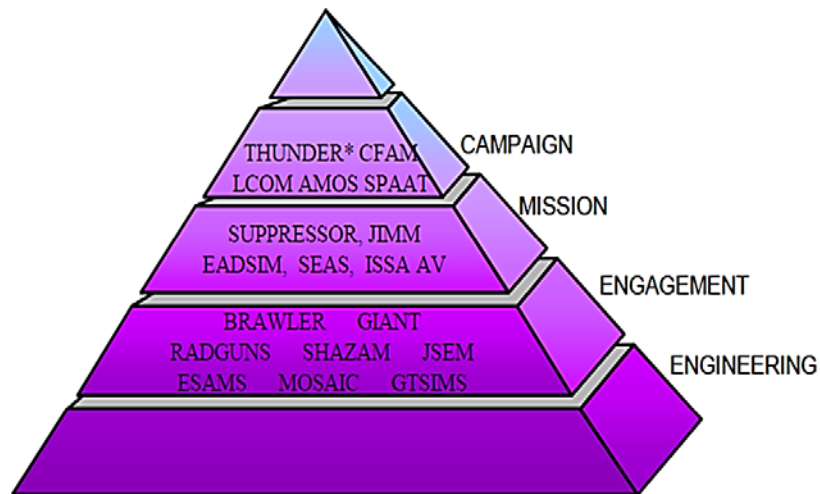 THUNDER* CFAM
LCOM AMOS SPAAT
CAMPAIGN
SUPPRESSOR, JIMM
EADSIM, SEAS, ISSA AV
MISSION
BRAWLER GIANT
RADGUNS SHAZAM JSEM
ESAMS MOSAIC GTSIMS
ENGAGEMENT
ENGINEERING